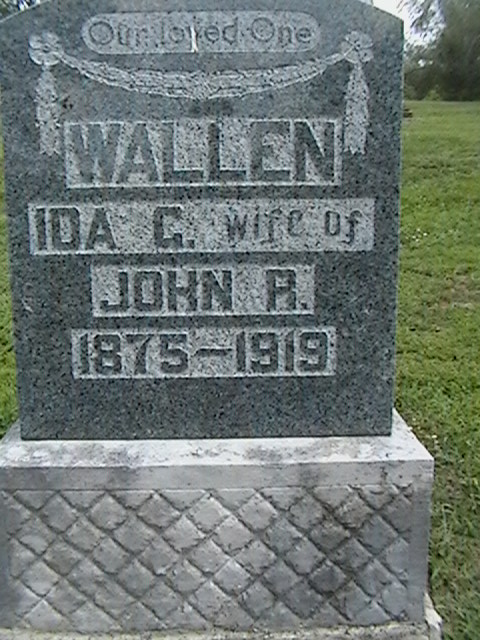 Our Loved One
WALLEN
IDA G. Wife Of
JOHN R.
1875-1919